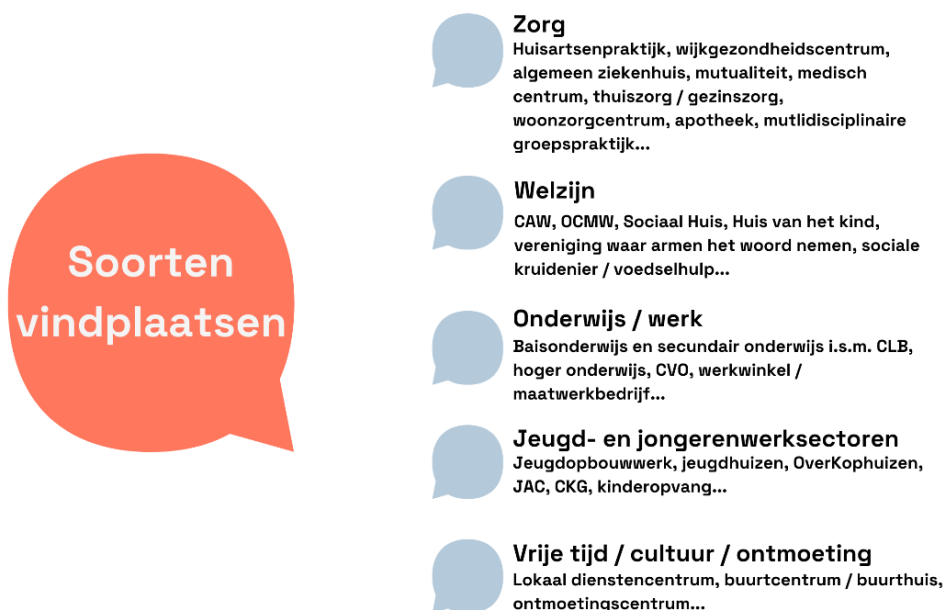 Soorten
vindplaatsen
Zorg
Huisartsenpraktijk, wijkgezondheidscentrum,
algemeen ziekenhuis, mutualiteit, medisch
centrum, thuiszorg / gezinszorg,
woonzorgcentrum, apotheek, mutlidisciplinaire
groepspraktijk...
Welzijn
CAW, OCMW, Sociaal Huis, Huis van het kind,
vereniging waar armen het woord nemen, sociale
kruidenier / voedselhulp...
Onderwijs / werk
Baisonderwijs en secundair onderwijs i.s.m. CLB,
hoger onderwijs, CVO, werkwinkel /
maatwerkbedrijf...
Jeugd- en jongerenwerksectoren
Jeugdopbouwwerk, jeugdhuizen, OverKophuizen,
JAC, CKG, kinderopvang...
Vrije tijd / cultuur / ontmoeting
Lokaal dienstencentrum, buurtcentrum / buurthuis,
ontmoetingscentrum...